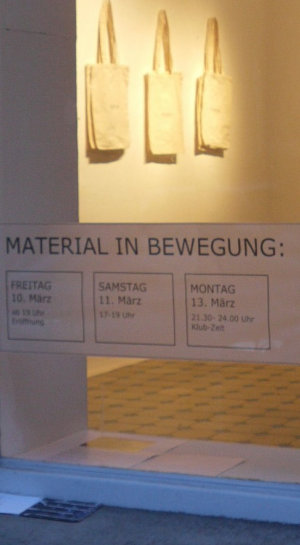 MATERIAL IN BEWEGUNG:
FREITAG
10. März
ab 19 Uhr
Eröffnung
SAMSTAG
11. März
17-19 Uhr
MONTAG
13. März
21.30- 24.00 Uhr
Klub-Zeit